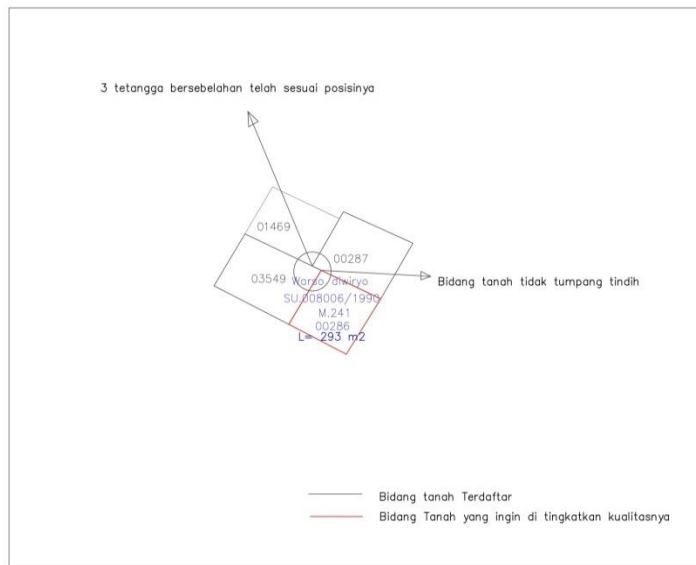 3 tetangga bersebelahan telah sesuai posisinya
01469
00287
03549
Bidang tanah tidak tumpang tindih
SU.008006/1990
M.241
00286
L= 293 m2
Bidang tanah Terdaftar
Bidang Tanah yang ingin di tingkatkan kualitasnya